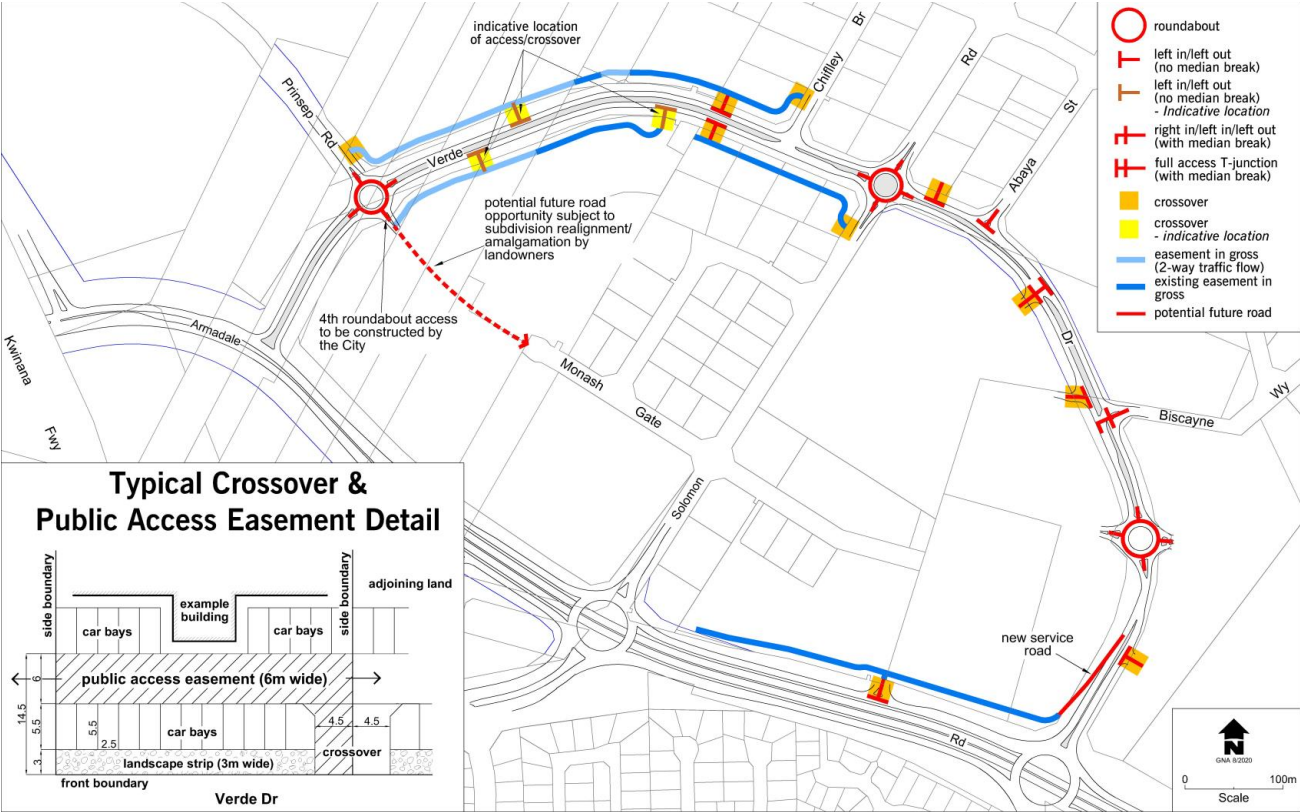 indicative location
of access/crossover
Prinsep
Rd
Verde
Chiflley
Br
Rd
Abaya
St
potential future road
opportunity subject to
subdivision realignment/
amalgamation by
landowners
4th roundabout access
to be constructed by
the City
Armadale
Kwinana
Fwy
Monash
Gate
Solomon
Dr
Biscayne
Wy
new service
road
Rd
roundabout
left in/left out
(no median break)
left in/left out
(no median break)
- Indicative location
right in/left in/left out
(with median break)
full access T-junction
(with median break)
crossover
crossover
- indicative location
easement in gross
(2-way traffic flow)
existing easement in
gross
potential future road
Typical Crossover &
Public Access Easement Detail
side boundary
side boundary
adjoining land
example
building
car bays
car bays
public access easement (6m wide)
6
14.5
5.5
3
5.5
2.5
car bays
4.5
4.5
crossover
landscape strip (3m wide)
front boundary
Verde Dr
N
GNA 8/2020
0
100m
Scale